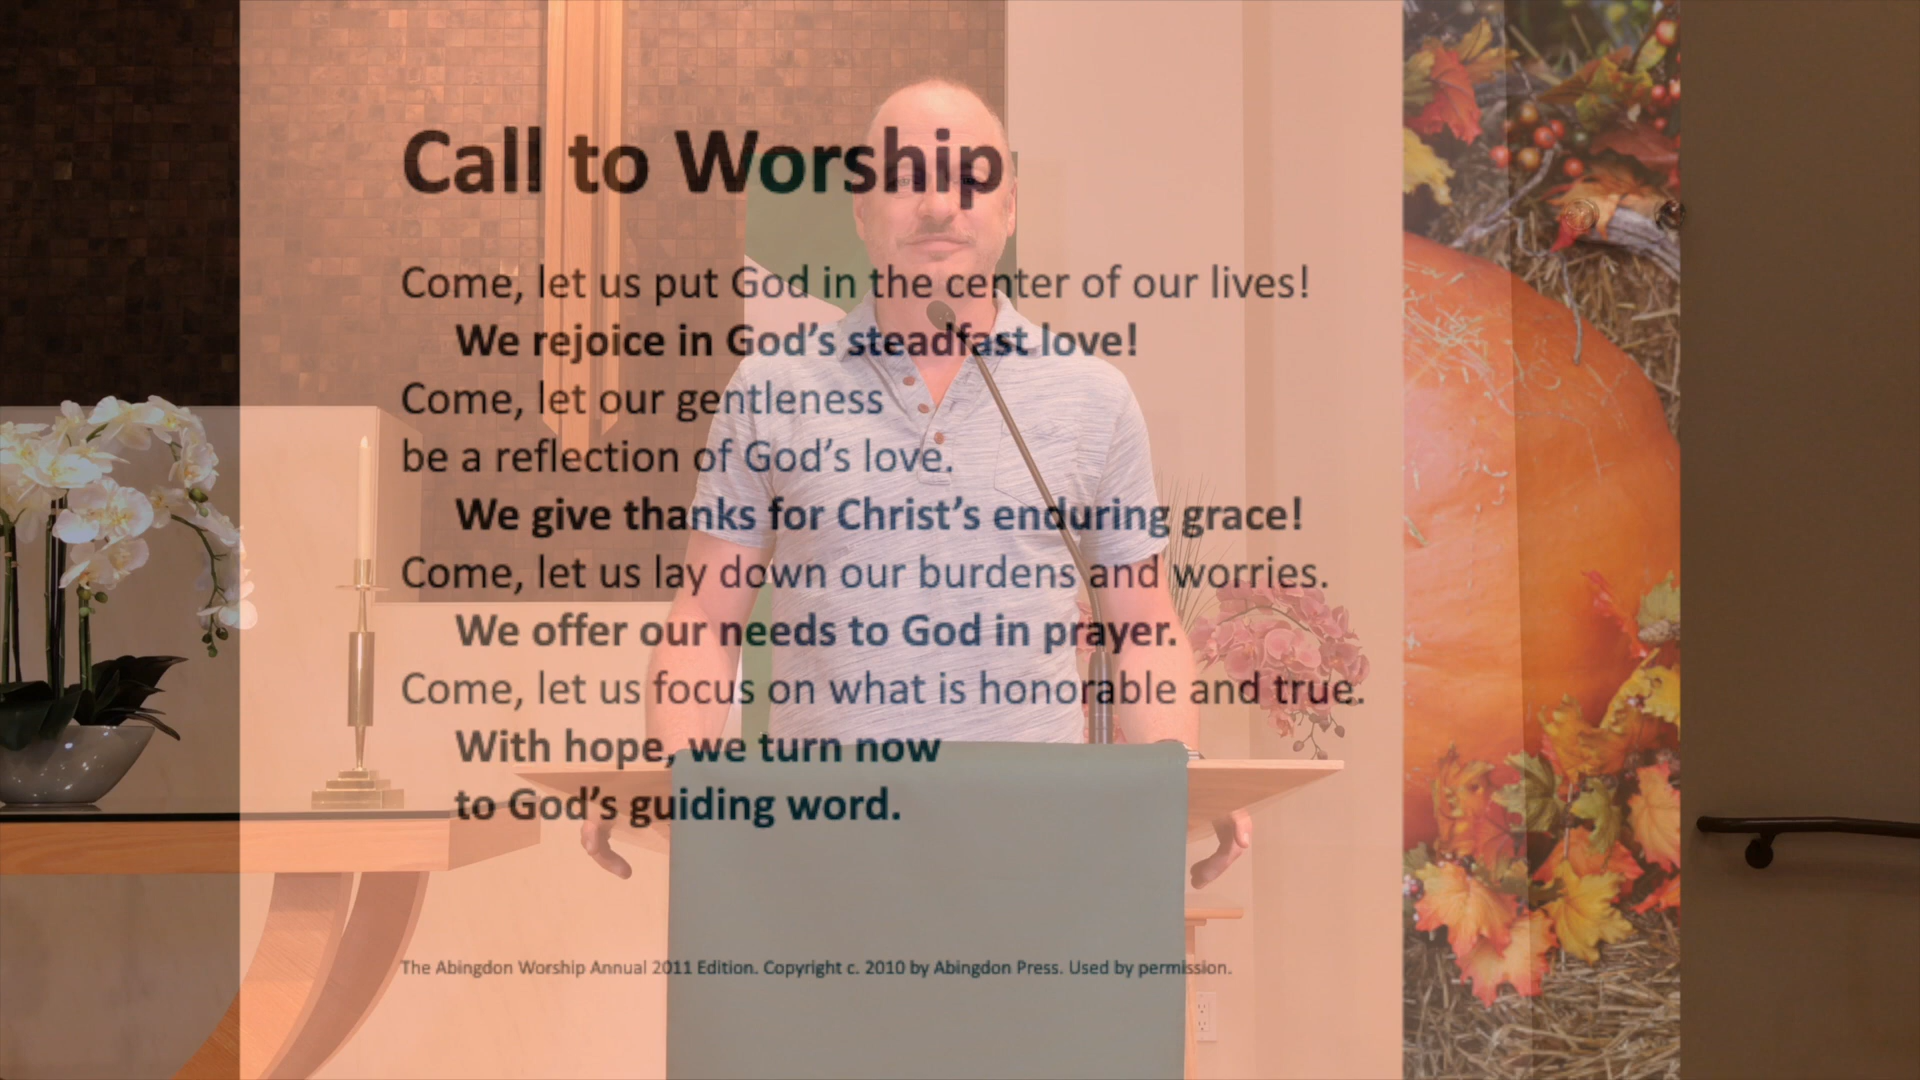 Call to Worship
Come, let us put God in the center of our lives!
We rejoice in God's steadfast love!
Come, let our gentleness
be a reflection of God's love.
We give thanks for Christ's enduring grace!
Come, let us lay down our burdens and worries.
We offer our needs to God in prayer.
Come, let us focus on what is honorable and true.
With hope, we turn now
to God's guiding word.
The Abingdon Worship Annual 2011 Edition. Copyright c. 2010 by Abingdon Press. Used by permission.